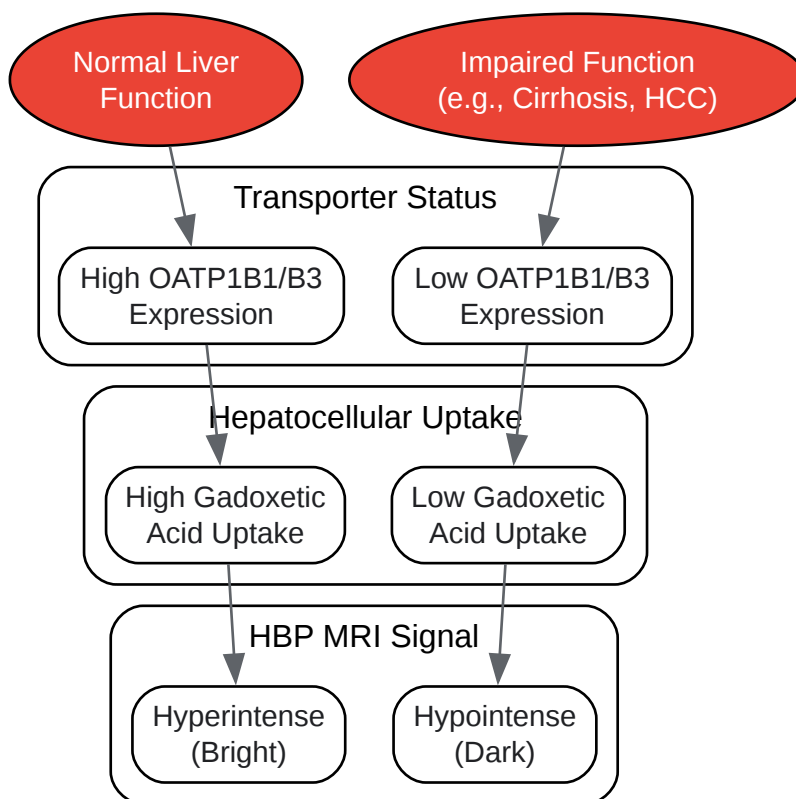 Normal Liver
Function
Impaired Function
(e.g., Cirrhosis, HCC)
Transporter Status
High OATP1B1/B3
Expression
Low OATP1B1/B3
Expression
Hepatocellular Uptake
High Gadoxetic
Acid Uptake
Low Gadoxetic
Acid Uptake
HBP MRI Signal
Hyperintense
(Bright)
Hypointense
(Dark)